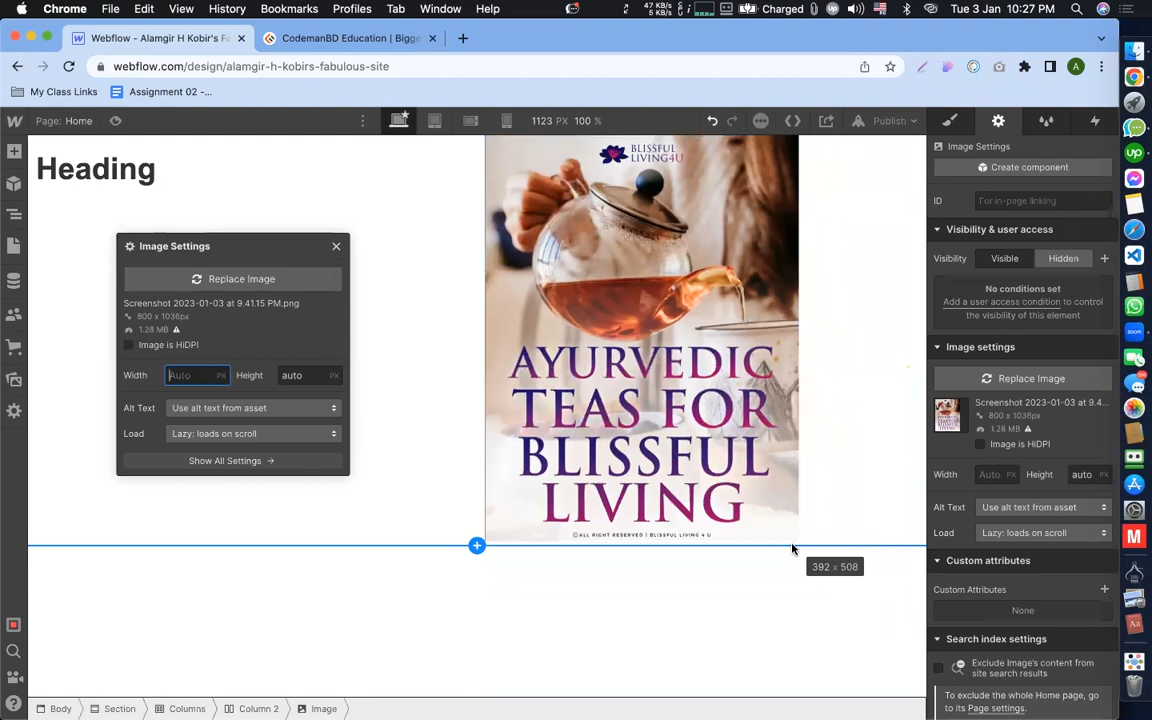 Chrome File Edit View History Bookmarks Profiles Tab Window Help 47 KB/s 5 KB/s Charged Tue 3 Jan 10:27 PM
Webflow - Alamgir H Kobir's Fa
CodemanBD Education | Bigge
webflow.com/design/alamgir-h-kobirs-fabulous-site
A
My Class Links
Assignment 02 -...
Page: Home
1123 PX 100 %
Publish
Heading
BLISSFUL
LIVING4U
AYURVEDIC
TEAS FOR
BLISSFUL
LIVING
©ALL RIGHT RESERVED | BLISSFUL LIVING 4 U
392 x 508
Image Settings
Replace Image
Screenshot 2023-01-03 at 9.41.15 PM.png
800 x 1036px
1.28 MB
Image is HiDPI
Width Auto PX Height auto PX
Alt Text Use alt text from asset
Load Lazy: loads on scroll
Show All Settings
Image Settings
Create component
ID For in-page linking
Visibility & user access
Visibility Visible Hidden
No conditions set
Add a user access condition to control
the visibility of this element
Image settings
Replace Image
Screenshot 2023-01-03 at 9.4...
800 x 1036px
1.28 MB
Image is HiDPI
Width Auto PX Height auto PX
Alt Text Use alt text from asset
Load Lazy: loads on scroll
Custom attributes
Custom Attributes
None
Search index settings
Exclude Image's content from
site search results
To exclude the whole Home page, go
to its Page settings.
Body Section Columns Column 2 Image